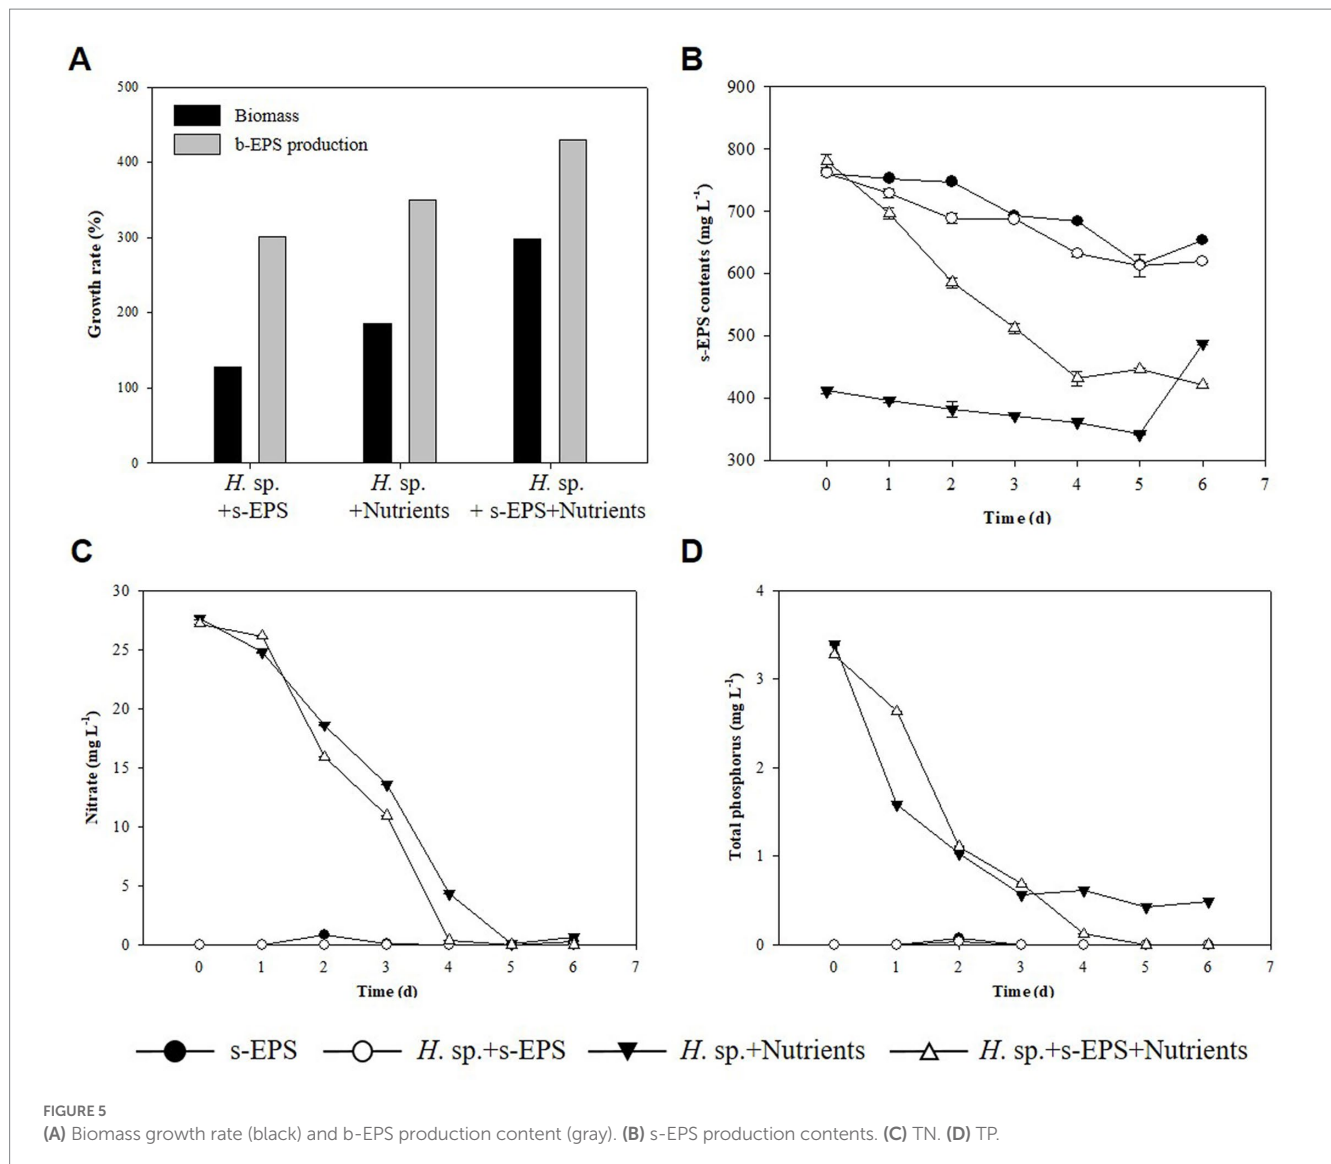 A
500
400
300
200
100
0
Growth rate (%)
Biomass
b-EPS production
H. sp.
+s-EPS
H. sp.
+Nutrients
H. sp.
+ s-EPS+Nutrients
B
900
800
700
600
500
400
300
s-EPS contents (mg L-1)
0 1 2 3 4 5 6 7
Time (d)
C
30
25
20
15
10
5
0
Nitrate (mg L-1)
0 1 2 3 4 5 6 7
Time (d)
D
4
3
2
1
0
Total phosphorus (mg L-1)
0 1 2 3 4 5 6 7
Time (d)
s-EPS H. sp.+s-EPS H. sp.+Nutrients H. sp.+s-EPS+Nutrients
FIGURE 5
(A) Biomass growth rate (black) and b-EPS production content (gray). (B) s-EPS production contents. (C) TN. (D) TP.